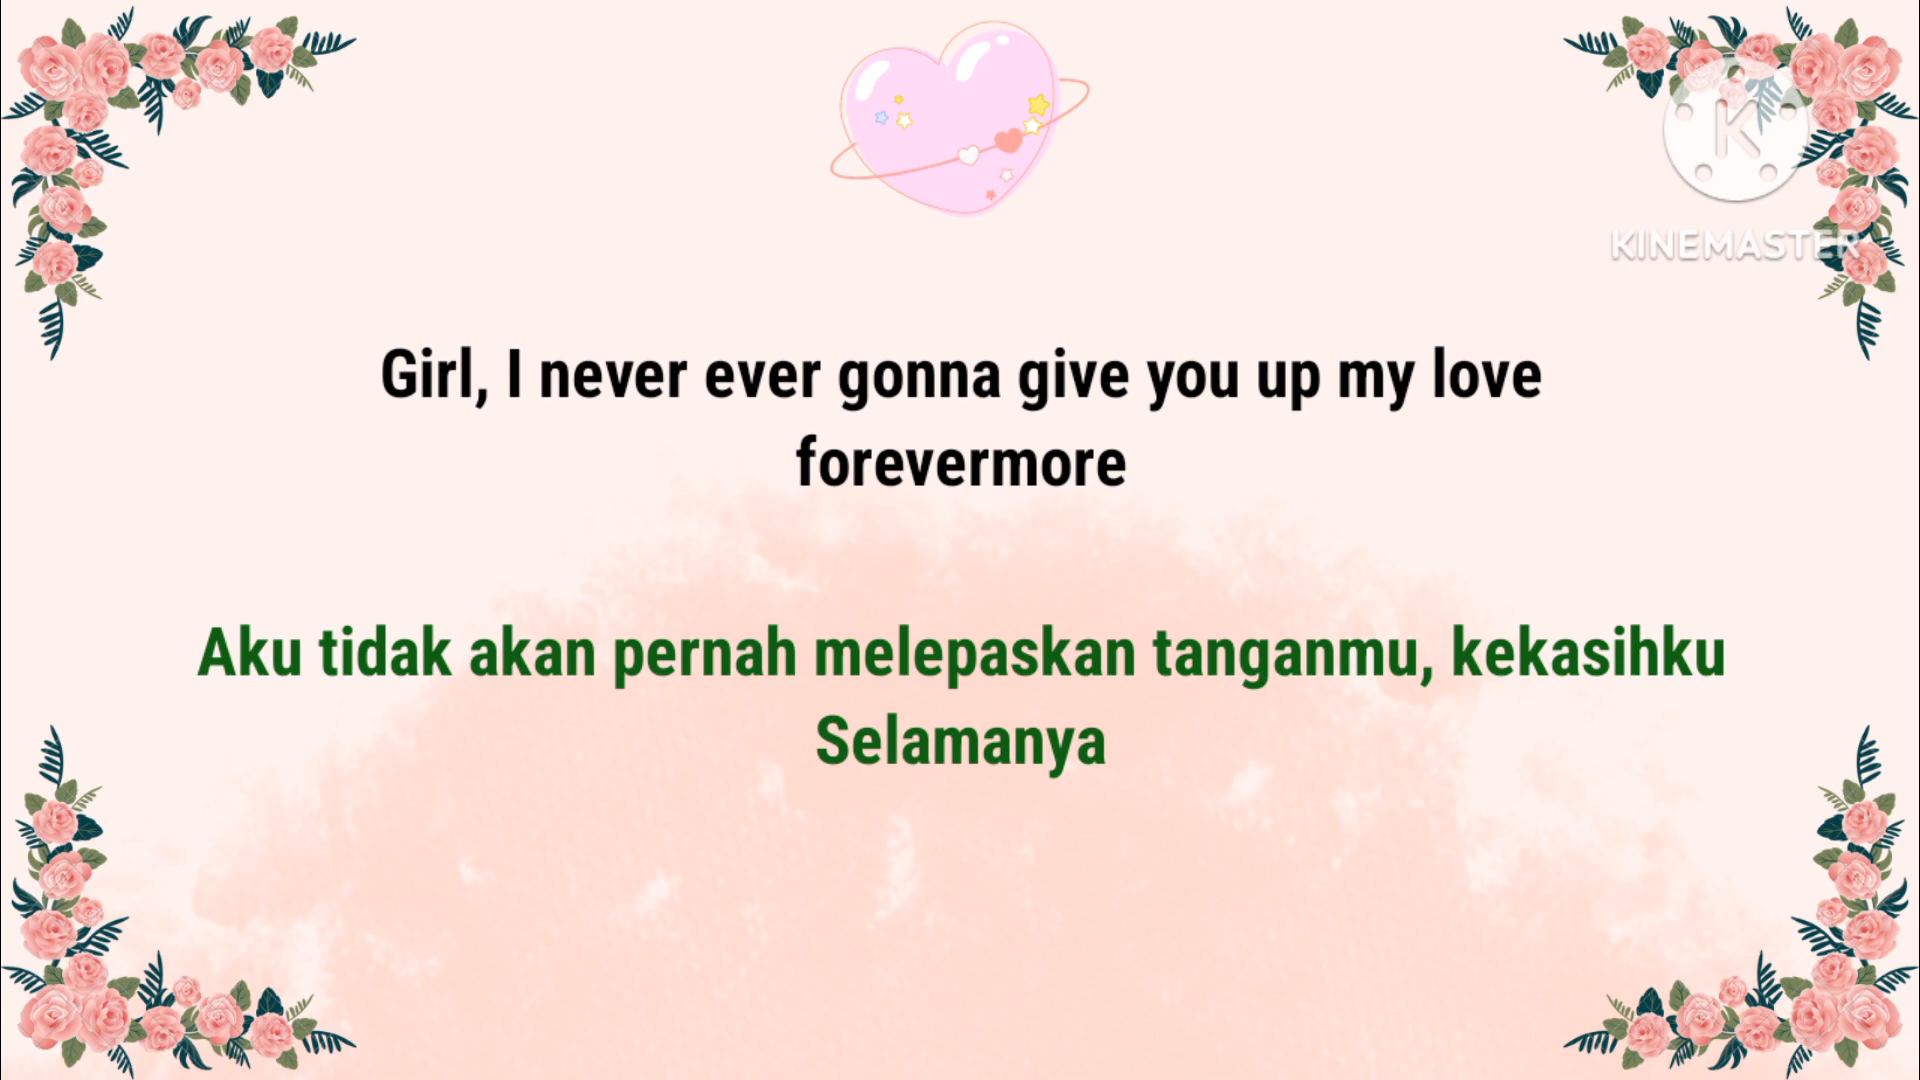 K
KINEMASTER
Girl, I never ever gonna give you up my love
forevermore
Aku tidak akan pernah melepaskan tanganmu, kekasihku
Selamanya